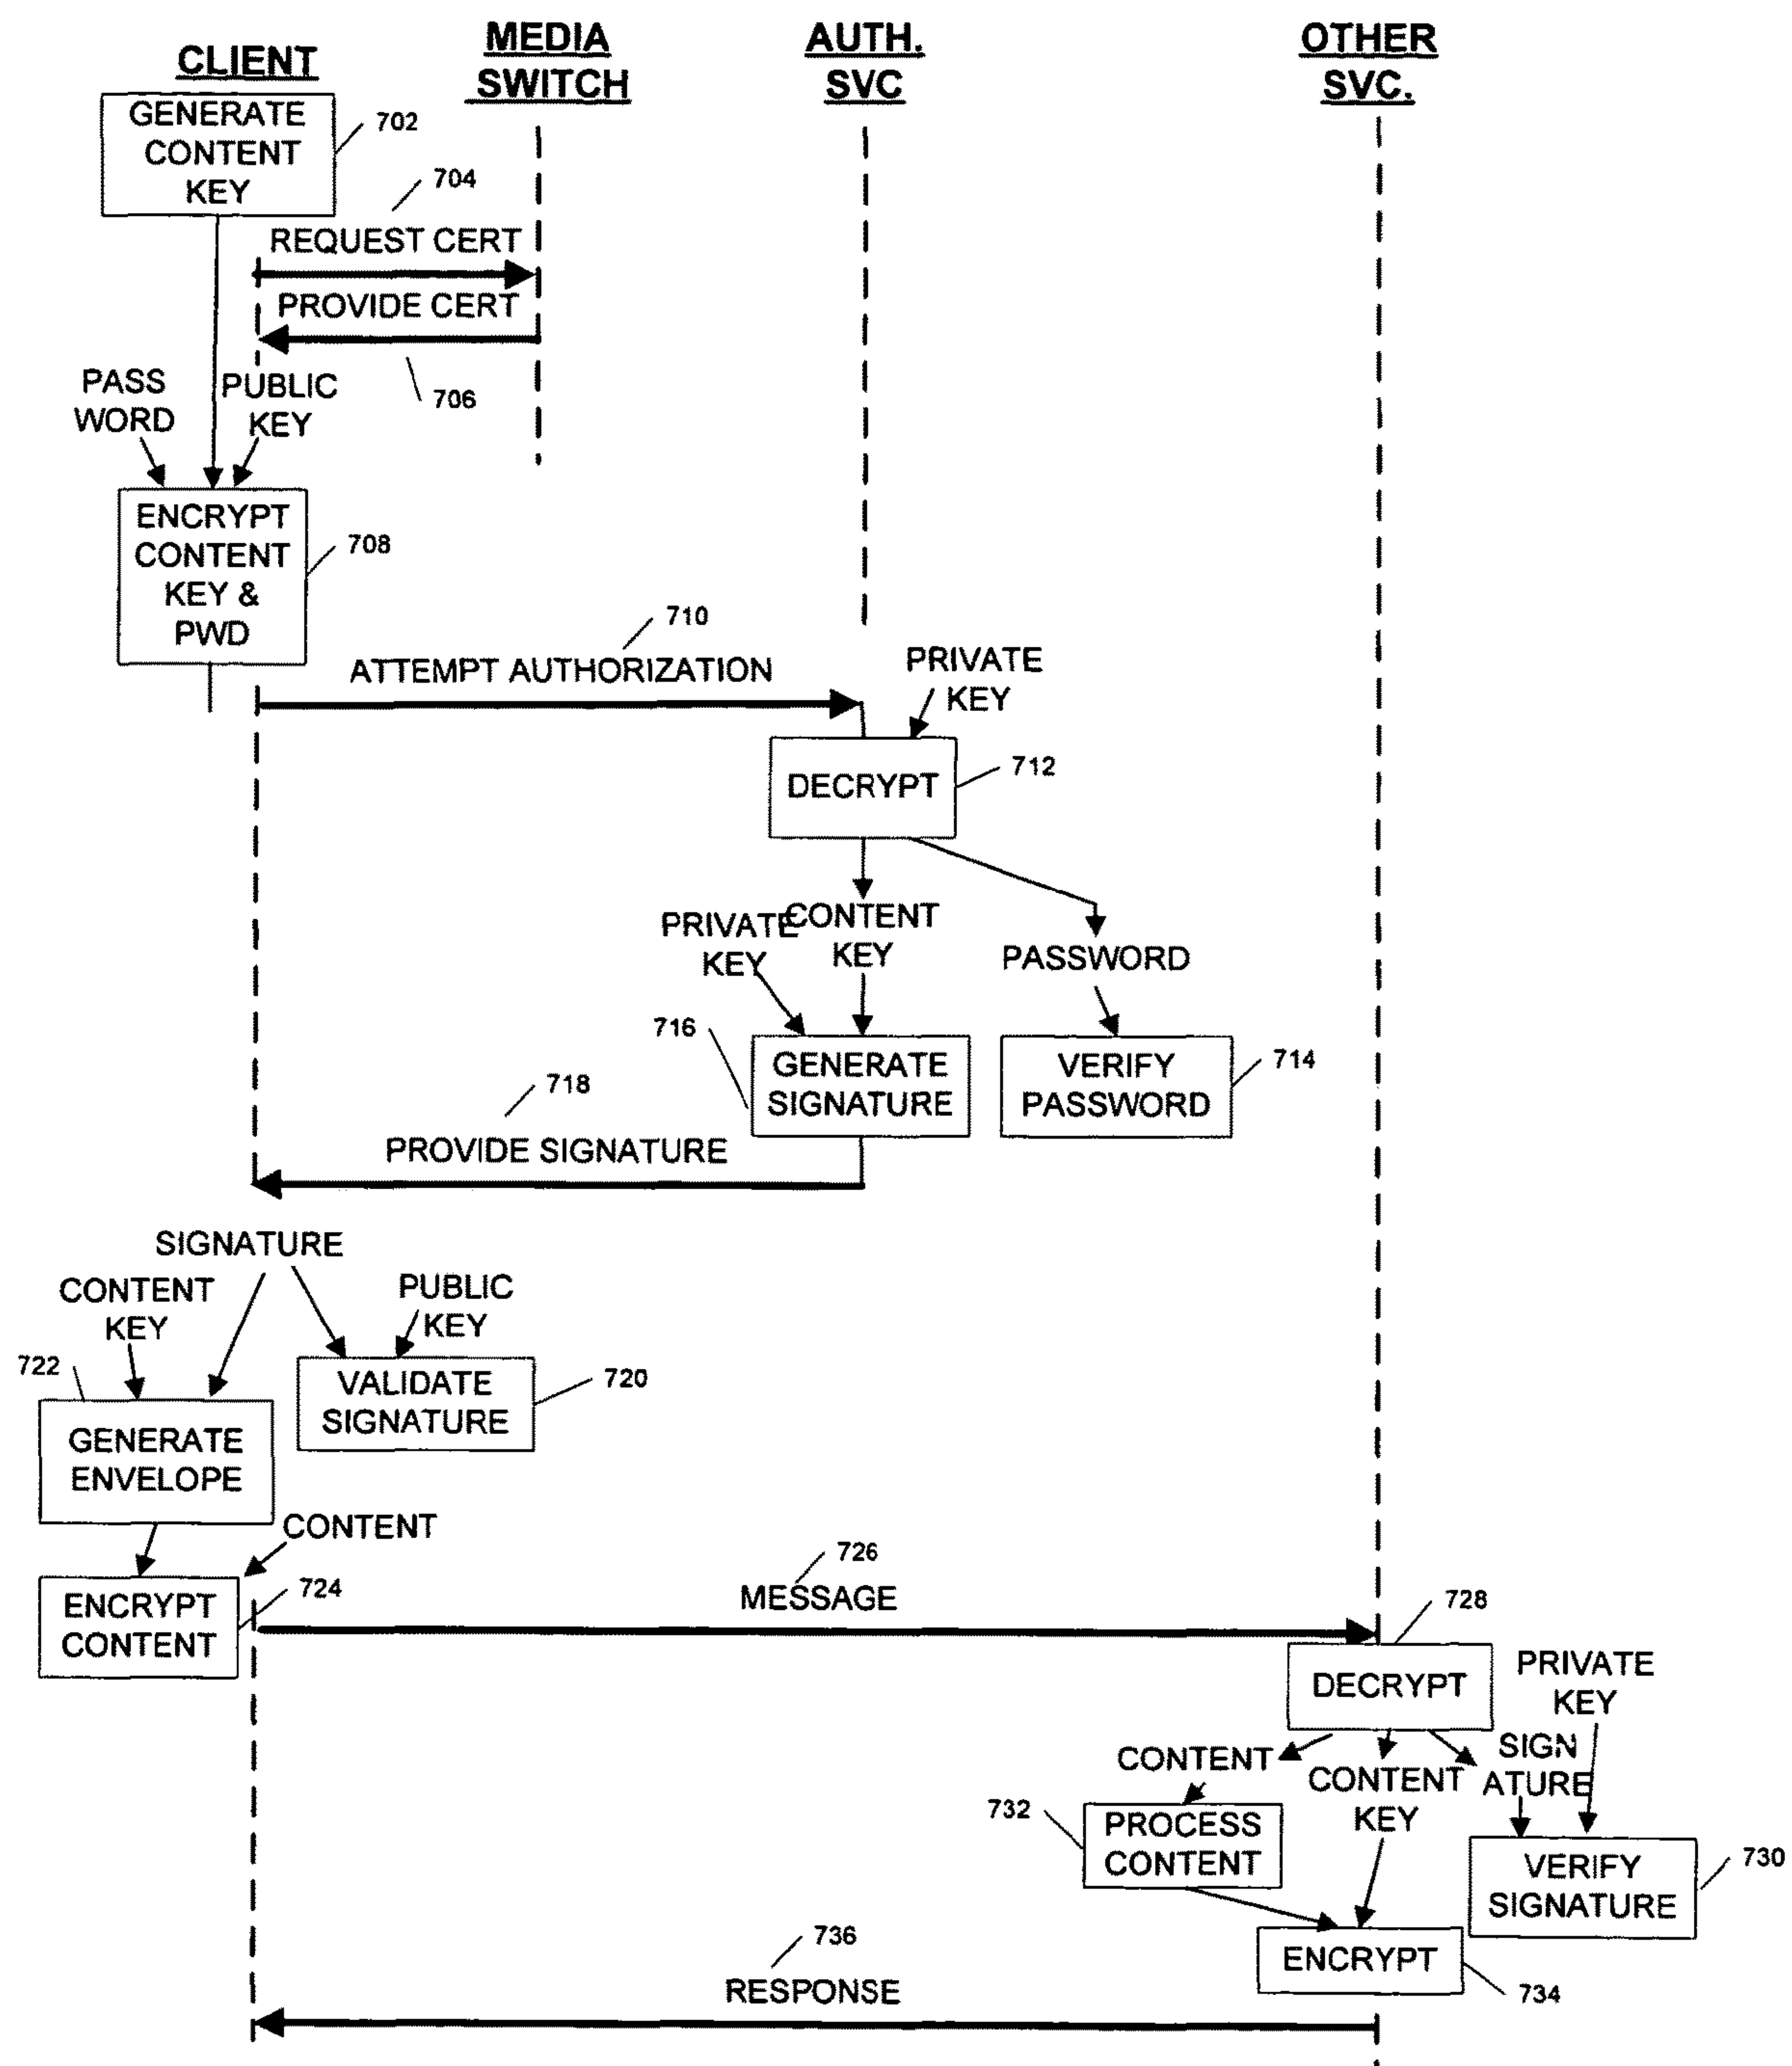 CLIENT
MEDIA
SWITCH
AUTH.
SVC
OTHER
SVC.
GENERATE
CONTENT
KEY
702
704
REQUEST CERT
PROVIDE CERT
706
PASS
WORD
PUBLIC
KEY
ENCRYPT
CONTENT
KEY &
PWD
708
710
ATTEMPT AUTHORIZATION
PRIVATE
KEY
DECRYPT
712
PRIVATE
KEY
CONTENT
KEY
PASSWORD
716
GENERATE
SIGNATURE
VERIFY
PASSWORD
714
718
PROVIDE SIGNATURE
SIGNATURE
CONTENT
KEY
PUBLIC
KEY
722
VALIDATE
SIGNATURE
720
GENERATE
ENVELOPE
CONTENT
ENCRYPT
CONTENT
724
726
MESSAGE
728
DECRYPT
PRIVATE
KEY
CONTENT
CONTENT
KEY
SIGN
ATURE
732
PROCESS
CONTENT
VERIFY
SIGNATURE
730
ENCRYPT
734
736
RESPONSE